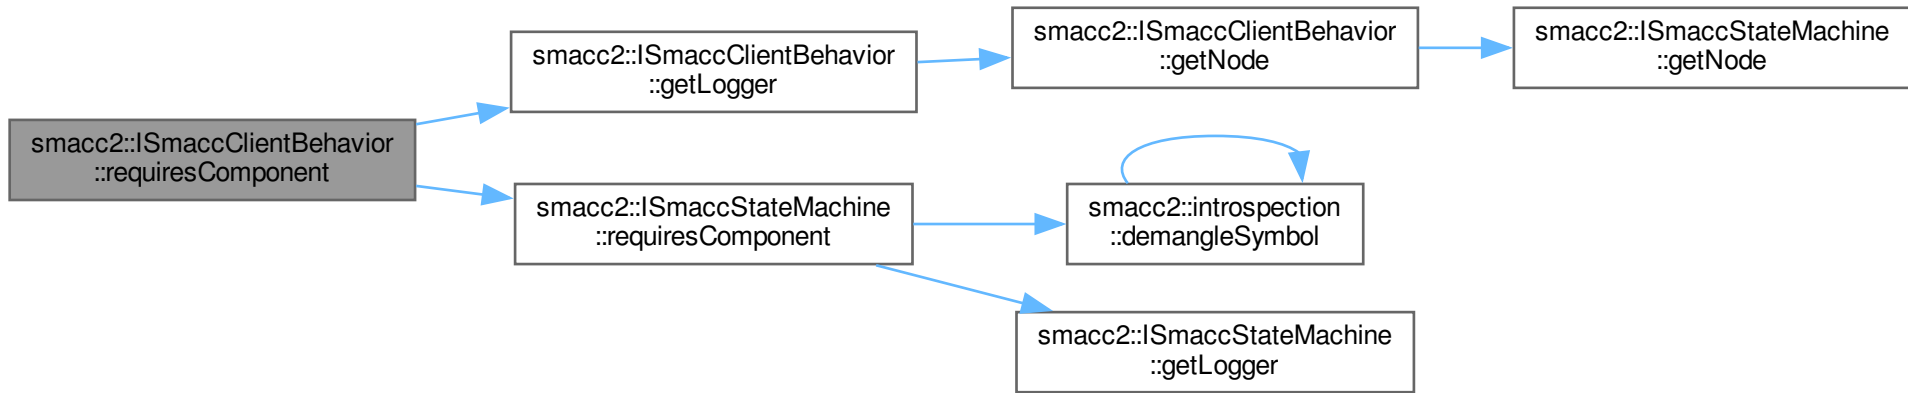 smacc2::ISmaccClientBehavior
::requiresComponent
smacc2::ISmaccClientBehavior
::getLogger
smacc2::ISmaccClientBehavior
::getNode
smacc2::ISmaccStateMachine
::getNode
smacc2::ISmaccStateMachine
::requiresComponent
smacc2::introspection
::demangleSymbol
smacc2::ISmaccStateMachine
::getLogger